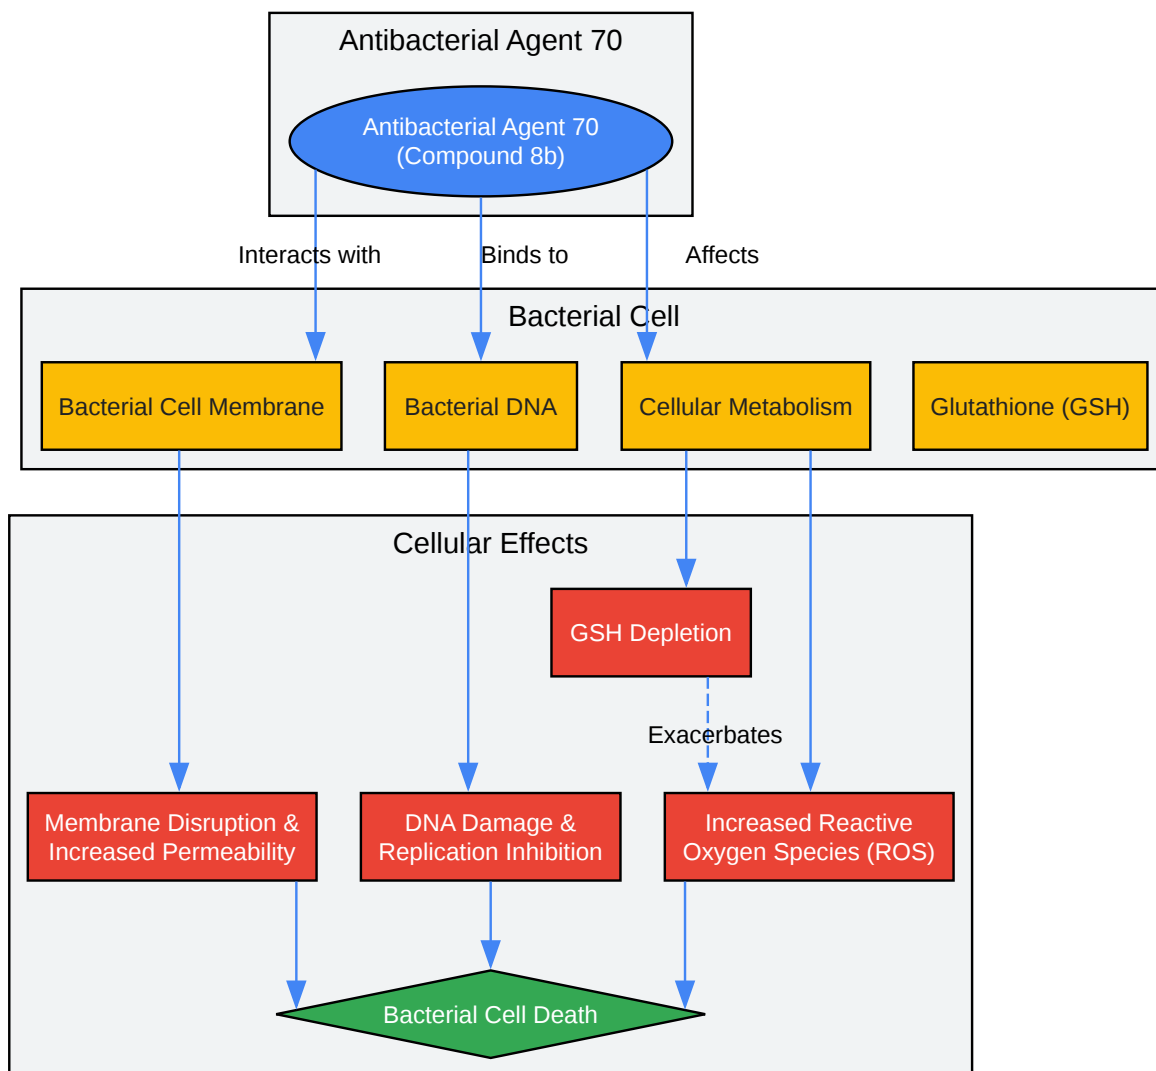 Antibacterial Agent 70
Antibacterial Agent 70
(Compound 8b)
Interacts with
Binds to
Affects
Bacterial Cell
Bacterial Cell Membrane
Bacterial DNA
Cellular Metabolism
Glutathione (GSH)
Cellular Effects
GSH Depletion
Exacerbates
Membrane Disruption &
Increased Permeability
DNA Damage &
Replication Inhibition
Increased Reactive
Oxygen Species (ROS)
Bacterial Cell Death